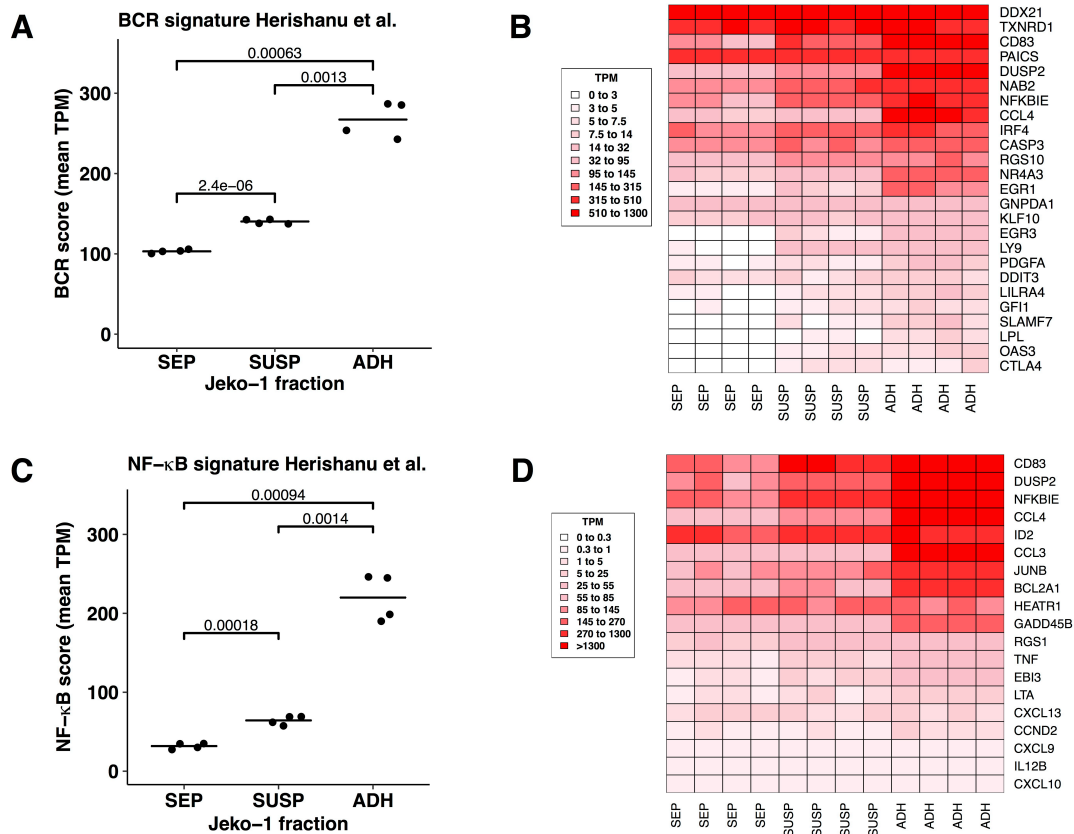 A
BCR signature Herishanu et al.
BCR score (mean TPM)
300
200
100
0
0.00063
0.0013
2.4e−06
SEP SUSP ADH
Jeko−1 fraction
B
TPM
0 to 3
3 to 5
5 to 7.5
7.5 to 14
14 to 32
32 to 95
95 to 145
145 to 315
315 to 510
510 to 1300
DDX21
TXNRD1
CD83
PAICS
DUSP2
NAB2
NFKBIE
CCL4
IRF4
CASP3
RGS10
NR4A3
EGR1
GNPDA1
KLF10
EGR3
LY9
PDGFA
DDIT3
LILRA4
GFI1
SLAMF7
LPL
OAS3
CTLA4
SEP SEP SEP SEP SUSP SUSP SUSP SUSP ADH ADH ADH ADH
C
NF−κB signature Herishanu et al.
NF−κB score (mean TPM)
300
200
100
0
0.00094
0.0014
0.00018
SEP SUSP ADH
Jeko−1 fraction
D
TPM
0 to 0.3
0.3 to 1
1 to 5
5 to 25
25 to 55
55 to 85
85 to 145
145 to 270
270 to 1300
>1300
CD83
DUSP2
NFKBIE
CCL4
ID2
CCL3
JUNB
BCL2A1
HEATR1
GADD45B
RGS1
TNF
EBI3
LTA
CXCL13
CCND2
CXCL9
IL12B
CXCL10
SEP SEP SEP SEP SUSP SUSP SUSP SUSP ADH ADH ADH ADH